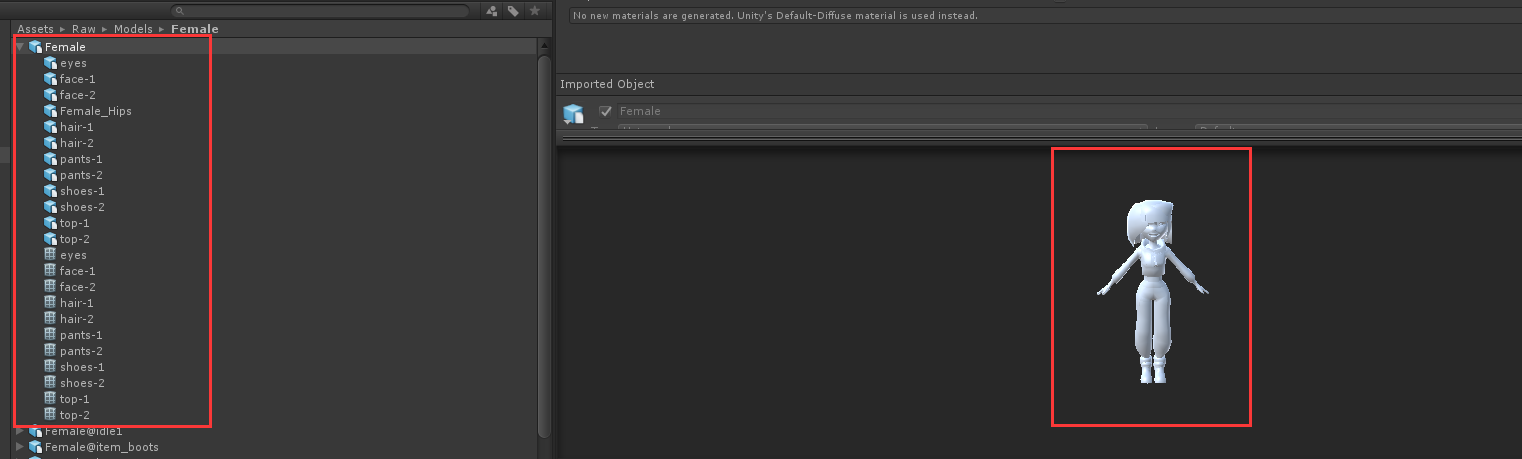 No new materials are generated. Unity's Default-Diffuse material is used instead.
Assets ▸ Raw ▸ Models ▸ Female
Female
eyes
face-1
face-2
Female_Hips
hair-1
hair-2
pants-1
pants-2
shoes-1
shoes-2
top-1
top-2
eyes
face-1
face-2
hair-1
hair-2
pants-1
pants-2
shoes-1
shoes-2
top-1
top-2
Female@idle1
Female@item_boots
Imported Object
Female